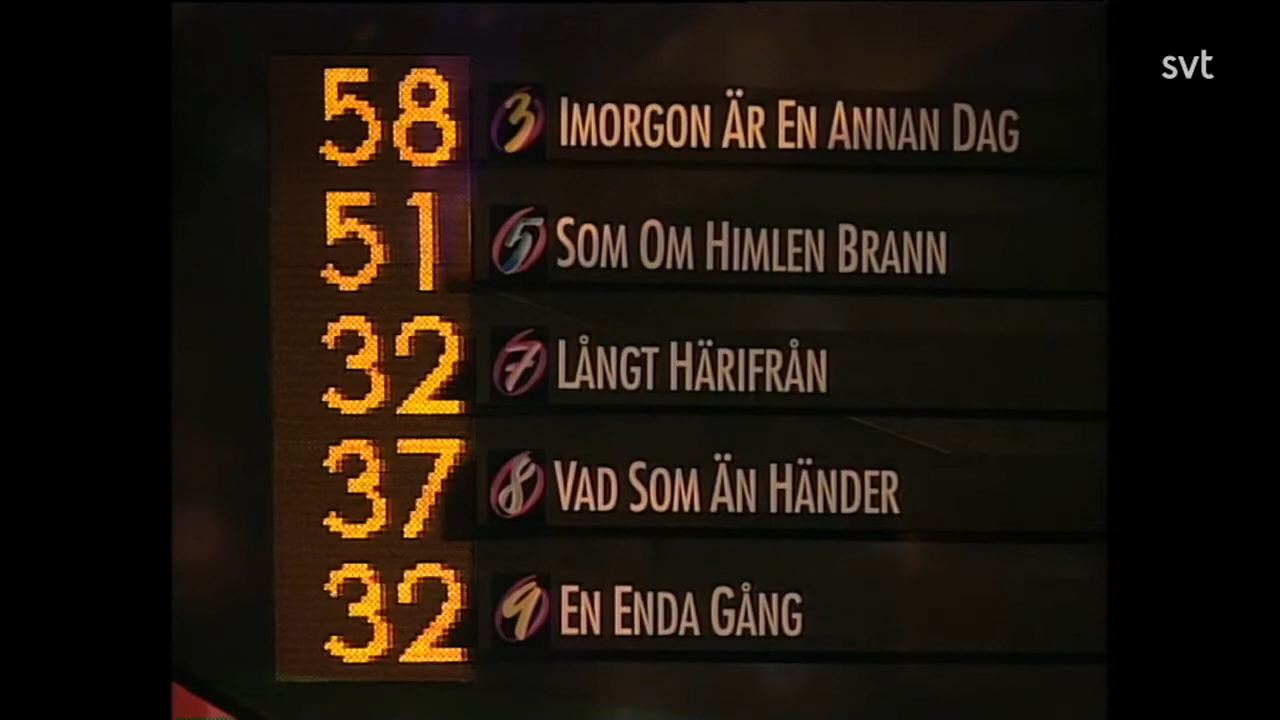 svt
58 3 IMORGON ÄR EN ANNAN DAG
51 5 SOM OM HIMLEN BRANN
32 7 LÅNGT HÄRIFRÅN
37 8 VAD SOM ÄN HÄNDER
32 9 EN ENDA GÅNG